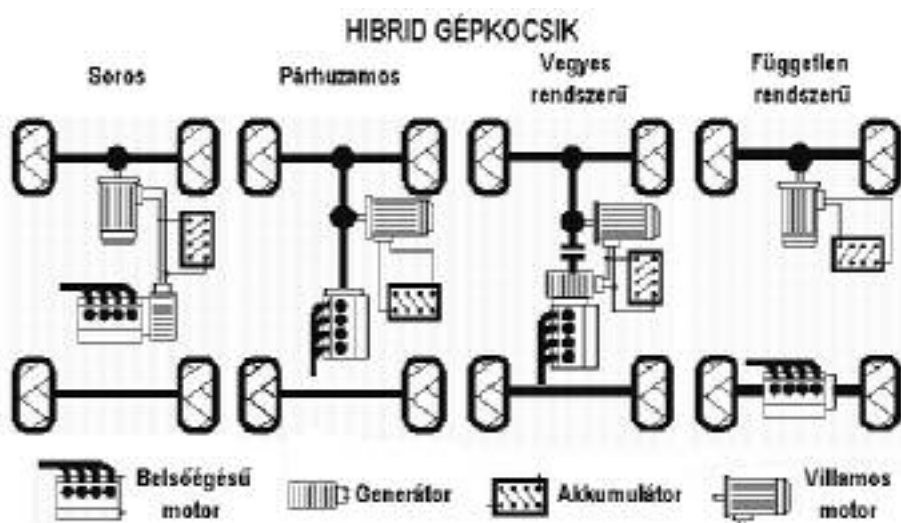 HIBRID GÉPKOCSIK
Soros
Párhuzamos
Vegyes
rendszerű
Független
rendszerű
Belsőégésű
motor
Generátor
Akkumulátor
Villamos
motor